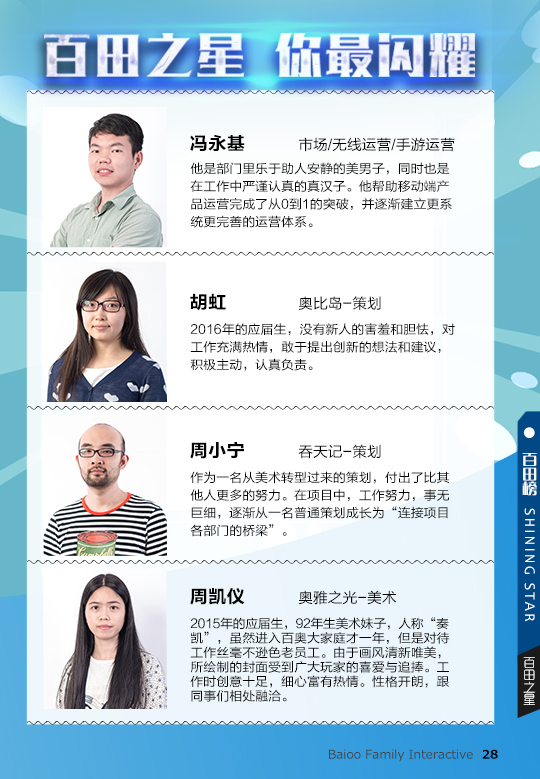 百田之星 你最闪耀
冯永基 市场/无线运营/手游运营
他是部门里乐于助人安静的美男子，同时也是
在工作中严谨认真的真汉子。他帮助移动端产
品运营完成了从0到1的突破，并逐渐建立更系
统更完善的运营体系。
胡虹 奥比岛-策划
2016年的应届生，没有新人的害羞和胆怯，对
工作充满热情，敢于提出创新的想法和建议，
积极主动，认真负责。
周小宁 吞天记-策划
作为一名从美术转型过来的策划，付出了比其
他人更多的努力。在项目中，工作努力，事无
巨细，逐渐从一名普通策划成长为“连接项目
各部门的桥梁”。
周凯仪 奥雅之光-美术
2015年的应届生，92年生美术妹子，人称“奏
凯”，虽然进入百奥大家庭才一年，但是对待
工作丝毫不逊色老员工。由于画风清新唯美，
所绘制的封面受到广大玩家的喜爱与追捧。工
作时创意十足，细心富有热情。性格开朗，跟
同事们相处融洽。
百田榜 SHINING STAR
百田之星
Campbell's
Baioo Family Interactive 28